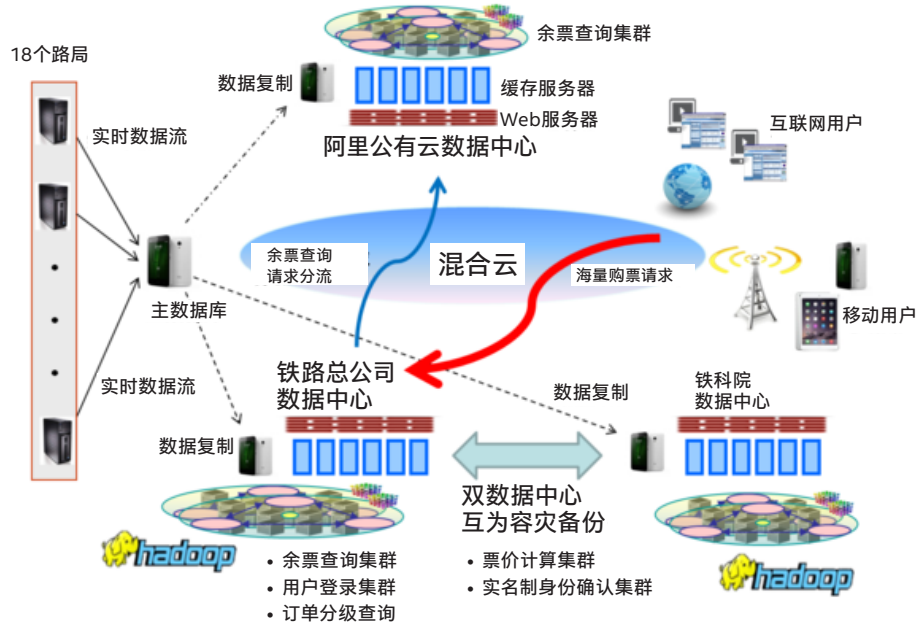 18个路局
余票查询集群
数据复制
缓存服务器
Web服务器
阿里公有云数据中心
互联网用户
实时数据流
余票查询
请求分流
混合云
海量购票请求
主数据库
移动用户
实时数据流
铁路总公司
数据中心
数据复制
铁科院
数据中心
数据复制
双数据中心
互为容灾备份
hadoop
• 余票查询集群
• 用户登录集群
• 订单分级查询
• 票价计算集群
• 实名制身份确认集群
hadoop